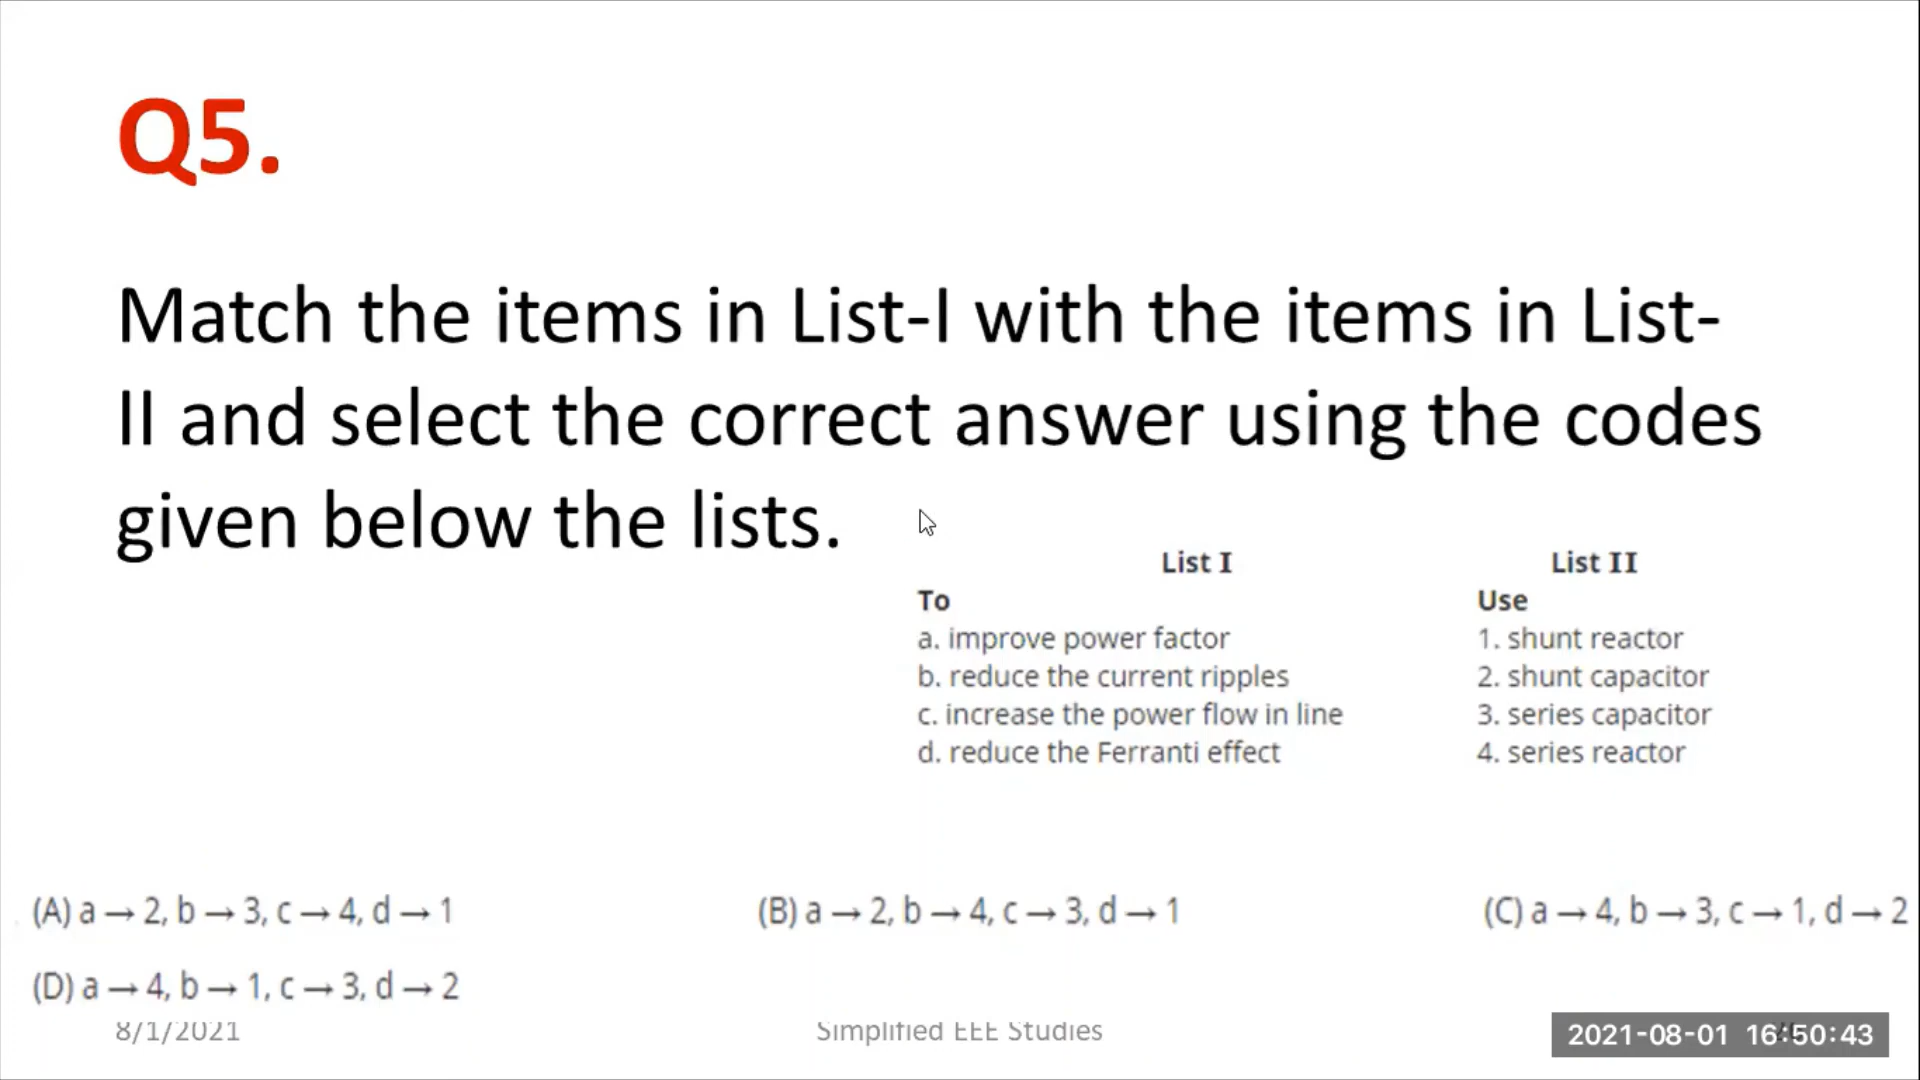 Q5.
Match the items in List-I with the items in List-
II and select the correct answer using the codes
given below the lists.
List I List II
To Use
a. improve power factor 1. shunt reactor
b. reduce the current ripples 2. shunt capacitor
c. increase the power flow in line 3. series capacitor
d. reduce the Ferranti effect 4. series reactor
(A) a → 2, b → 3, c → 4, d → 1 (B) a → 2, b → 4, c → 3, d → 1 (C) a → 4, b → 3, c → 1, d → 2
(D) a → 4, b → 1, c → 3, d → 2
8/1/2021 Simplified EEE Studies 2021-08-01 16:50:43